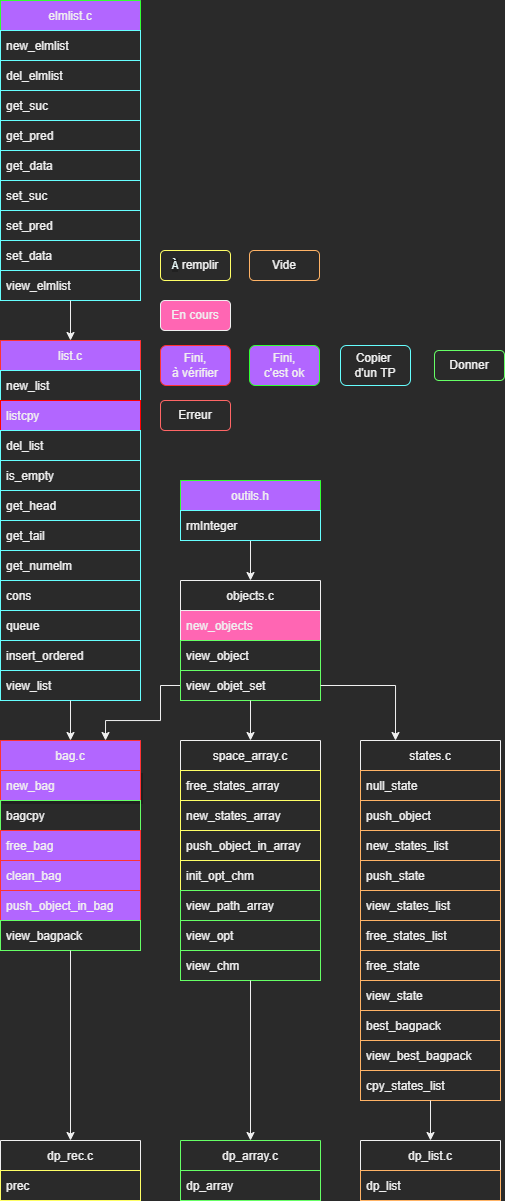 elmlist.c
new_elmlist
del_elmlist
get_suc
get_pred
get_data
set_suc
set_pred
set_data
view_elmlist
À remplir
Vide
En cours
Fini,
à vérifier
Fini,
c'est ok
Copier
d'un TP
Donner
Erreur
list.c
new_list
listcpy
del_list
is_empty
get_head
get_tail
get_numelm
cons
queue
insert_ordered
view_list
outils.h
rmInteger
objects.c
new_objects
view_object
view_objet_set
bag.c
new_bag
bagcpy
free_bag
clean_bag
push_object_in_bag
view_bagpack
space_array.c
free_states_array
new_states_array
push_object_in_array
init_opt_chm
view_path_array
view_opt
view_chm
states.c
null_state
push_object
new_states_list
push_state
view_states_list
free_states_list
free_state
view_state
best_bagpack
view_best_bagpack
cpy_states_list
dp_rec.c
prec
dp_array.c
dp_array
dp_list.c
dp_list